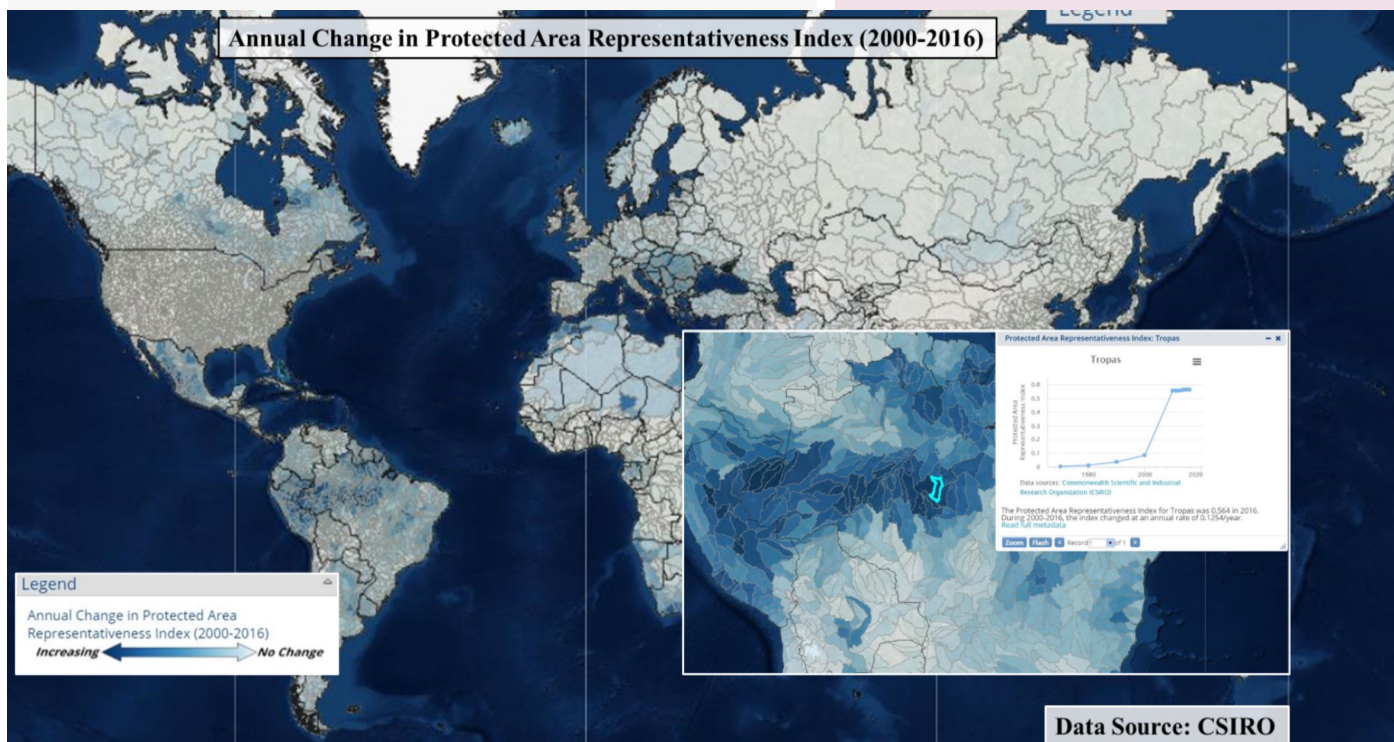 Legend
Annual Change in Protected Area Representativeness Index (2000-2016)
Protected Area Representativeness Index: Tropas
Tropas
Protected Area
Representativeness Index
0.6
0.5
0.4
0.3
0.2
0.1
0
1980
2000
2020
Data sources: Commonwealth Scientific and Industrial
Research Organization (CSIRO)
The Protected Area Representativeness Index for Tropas was 0.564 in 2016.
During 2000-2016, the index changed at an annual rate of 0.1254/year.
Read full metadata
Zoom Flash < Record of 1 >
Legend
Annual Change in Protected Area
Representativeness Index (2000-2016)
Increasing No Change
Data Source: CSIRO